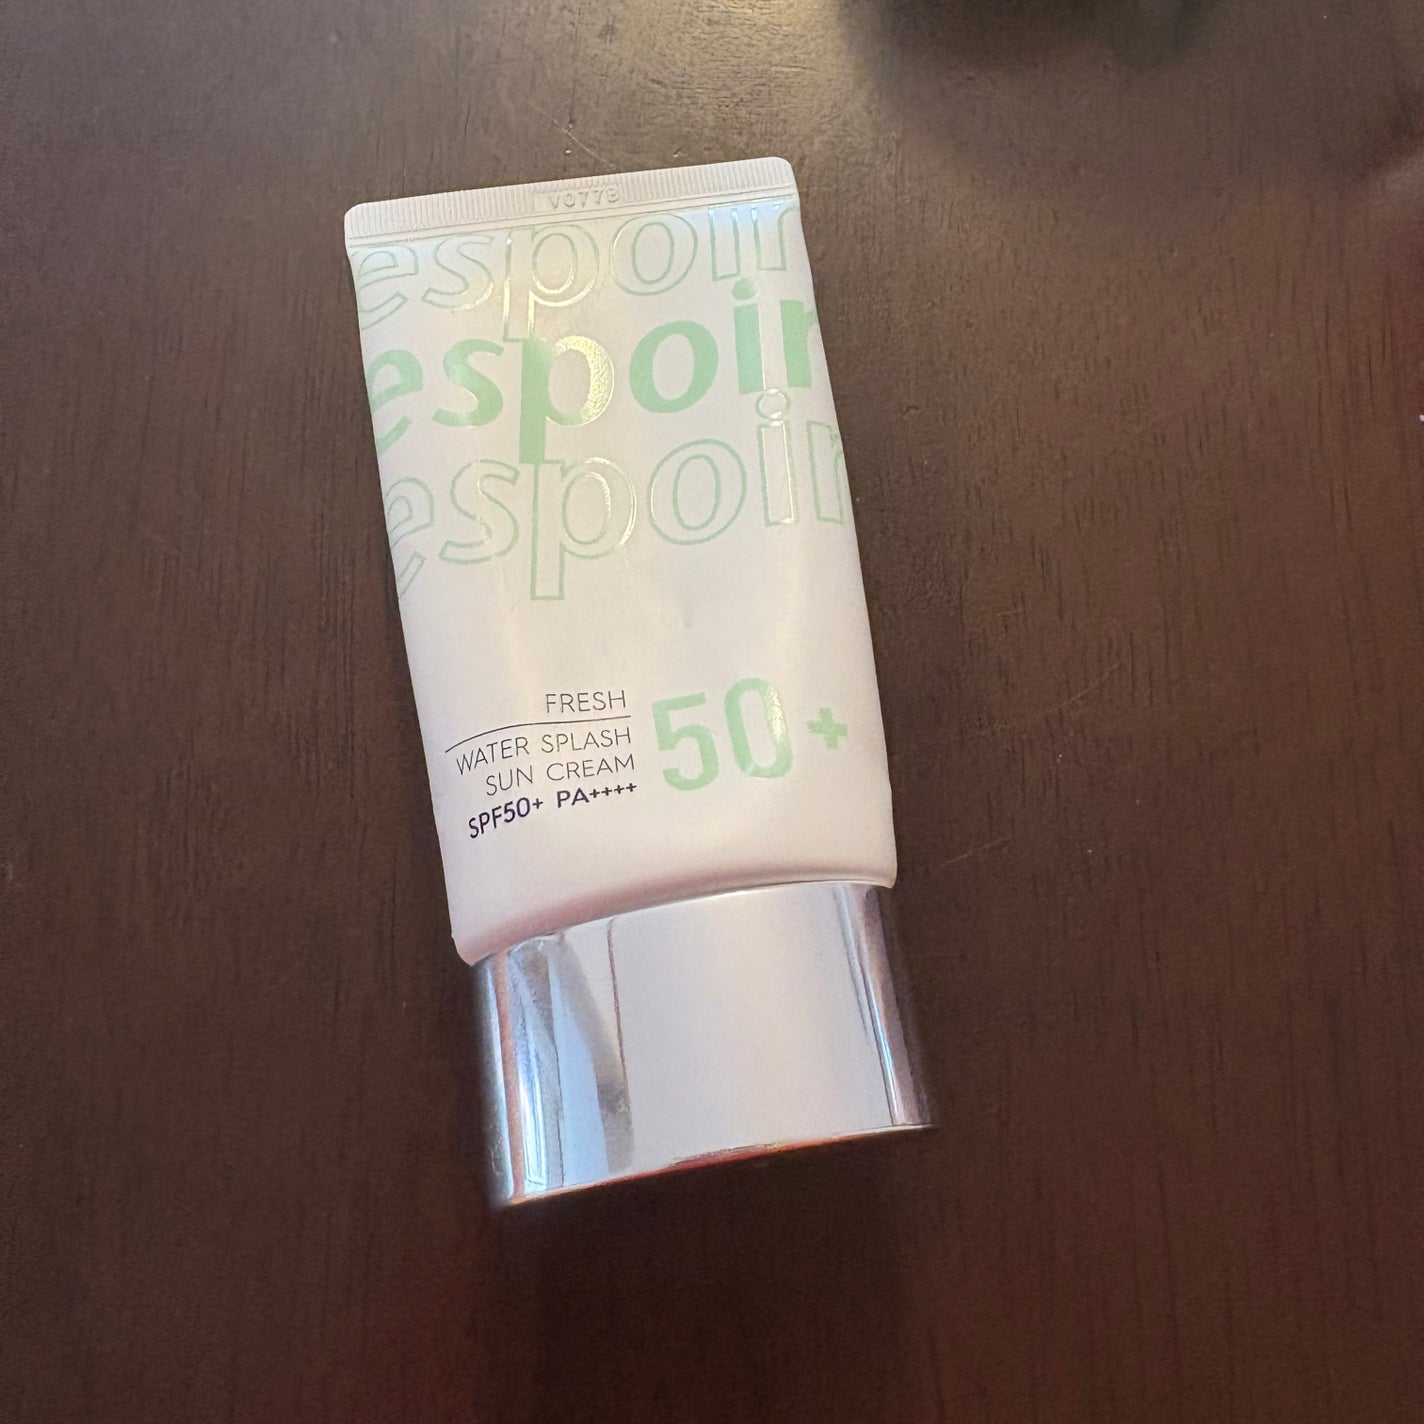 V077B
espoir
espoir
espoir
FRESH
WATER SPLASH
SUN CREAM
SPF50+ PA++++
50+